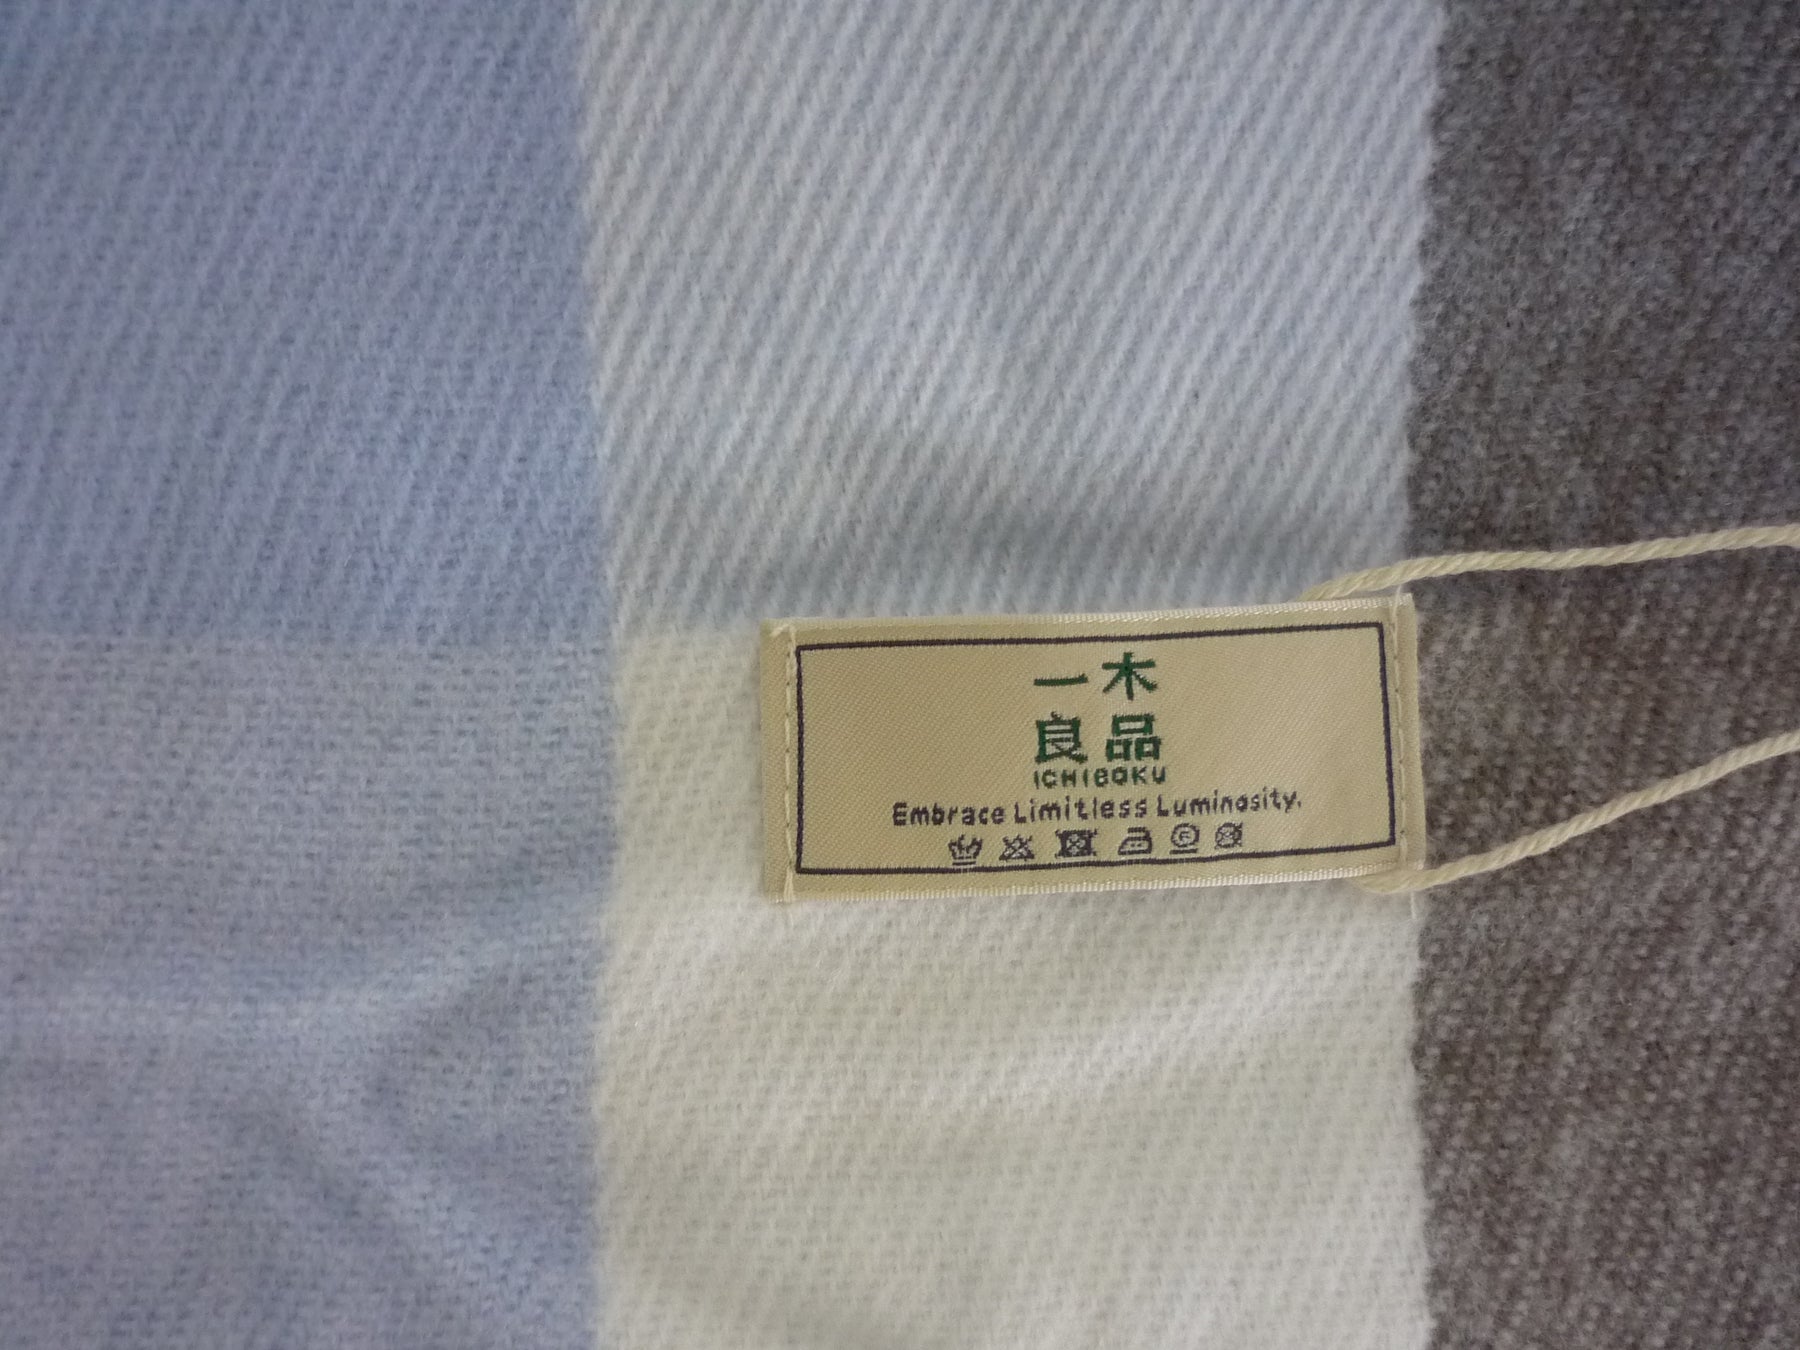 一木
良品
ICHIBOKU
Embrace Limitless Luminosity.